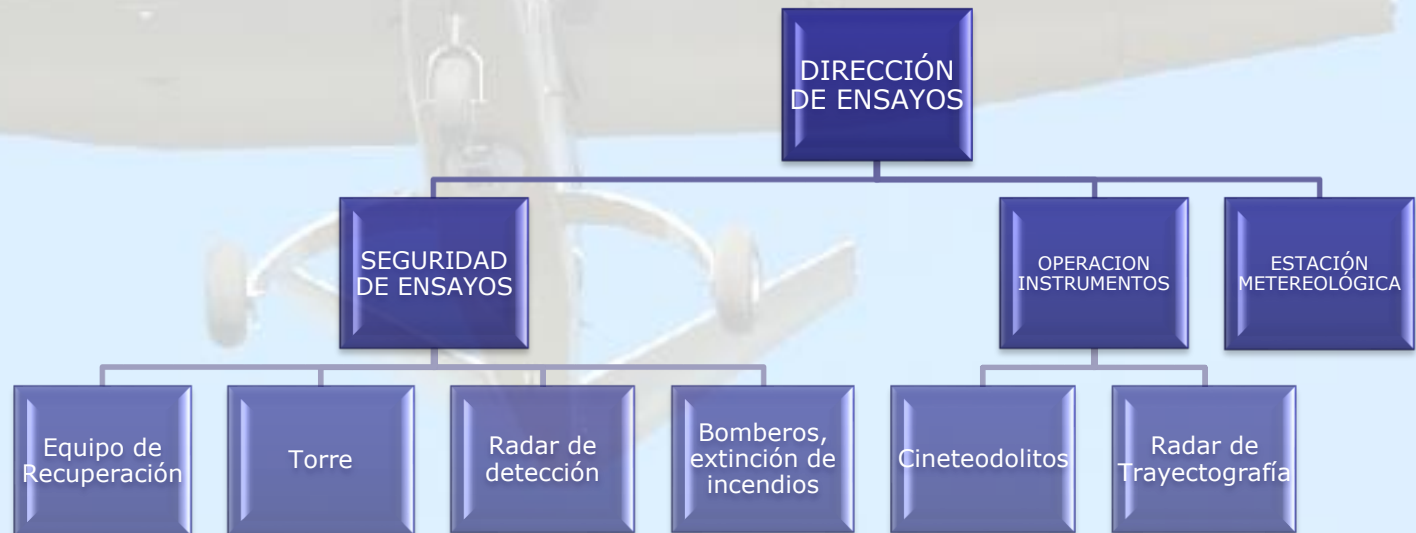 DIRECCIÓN
DE ENSAYOS
SEGURIDAD
DE ENSAYOS
OPERACION
INSTRUMENTOS
ESTACIÓN
METEREOLÓGICA
Equipo de
Recuperación
Torre
Radar de
detección
Bomberos,
extinción de
incendios
Cineteodolitos
Radar de
Trayectografía